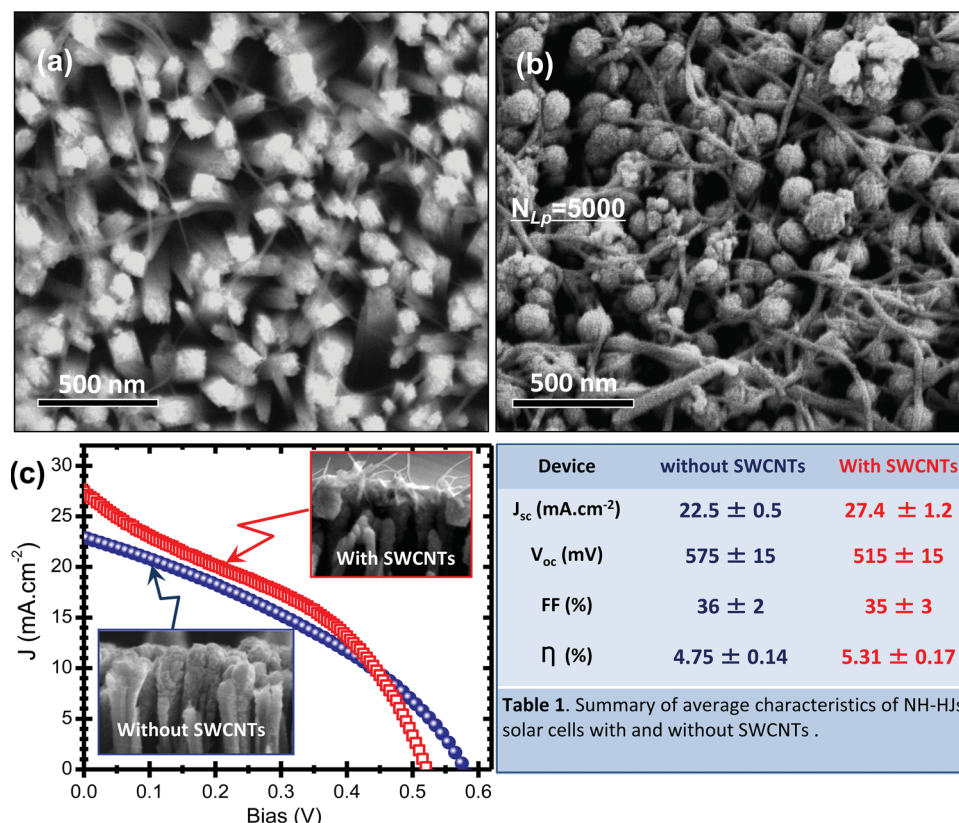 (a)
500 nm
(b)
N_Lp=5000
500 nm
(c)
30
25
20
15
10
5
0
J (mA.cm⁻²)
With SWCNTs
Without SWCNTs
0.0 0.1 0.2 0.3 0.4 0.5 0.6
Bias (V)
Device without SWCNTs With SWCNTs
J_sc (mA.cm⁻²) 22.5 ± 0.5 27.4 ± 1.2
V_oc (mV) 575 ± 15 515 ± 15
FF (%) 36 ± 2 35 ± 3
Ƞ (%) 4.75 ± 0.14 5.31 ± 0.17
Table 1. Summary of average characteristics of NH-HJs
solar cells with and without SWCNTs .